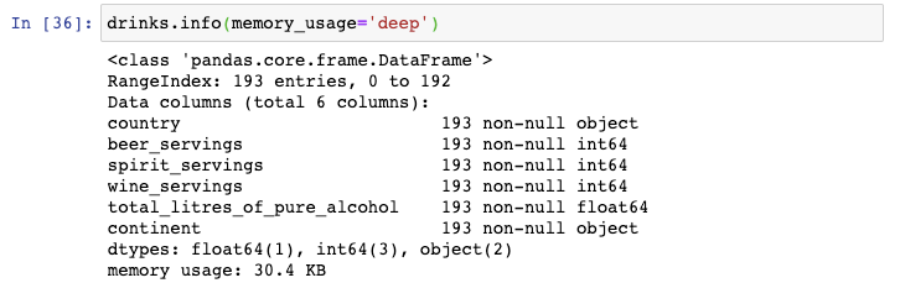 In [36]: drinks.info(memory_usage='deep')
<class 'pandas.core.frame.DataFrame'>
RangeIndex: 193 entries, 0 to 192
Data columns (total 6 columns):
country                         193 non-null object
beer_servings                   193 non-null int64
spirit_servings                 193 non-null int64
wine_servings                   193 non-null int64
total_litres_of_pure_alcohol    193 non-null float64
continent                       193 non-null object
dtypes: float64(1), int64(3), object(2)
memory usage: 30.4 KB